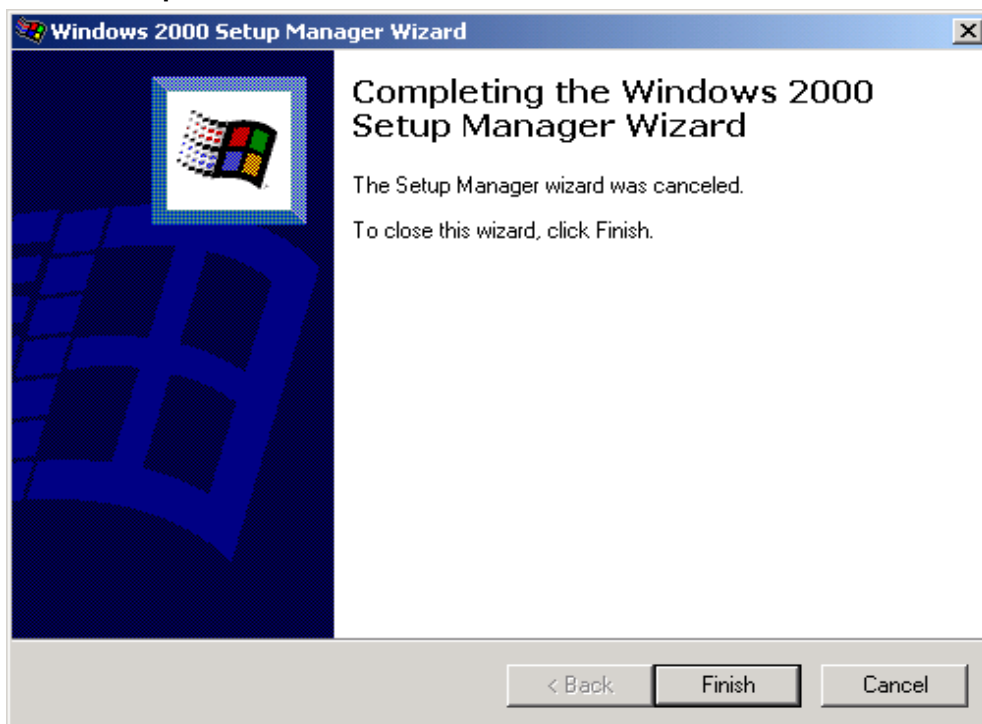 Windows 2000 Setup Manager Wizard
Completing the Windows 2000
Setup Manager Wizard
The Setup Manager wizard was canceled.
To close this wizard, click Finish.
< Back Finish Cancel